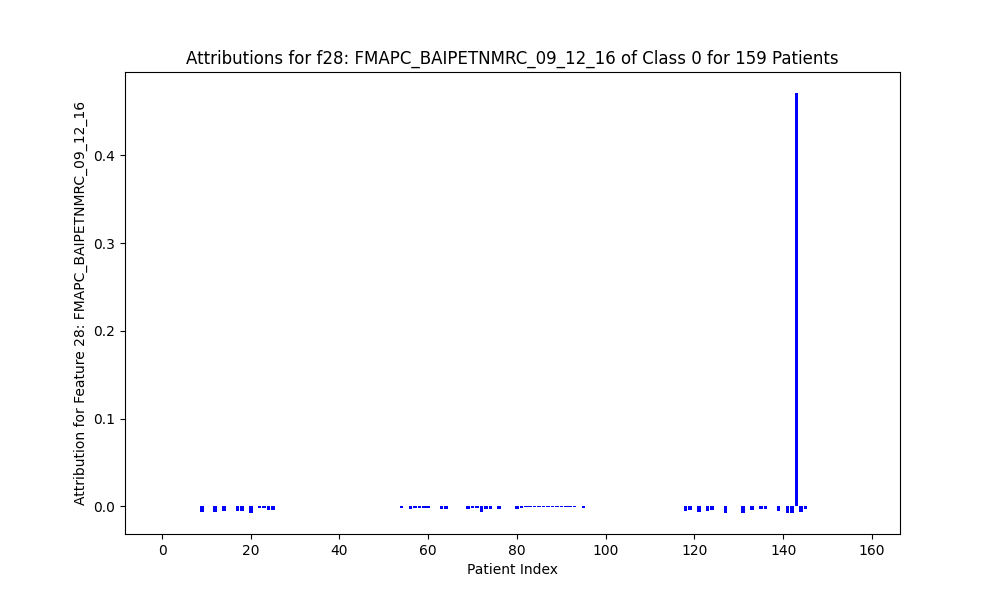 Attributions for f28: FMAPC_BAIPETNMRC_09_12_16 of Class 0 for 159 Patients
Attribution for Feature 28: FMAPC_BAIPETNMRC_09_12_16
0.4
0.3
0.2
0.1
0.0
0 20 40 60 80 100 120 140 160
Patient Index